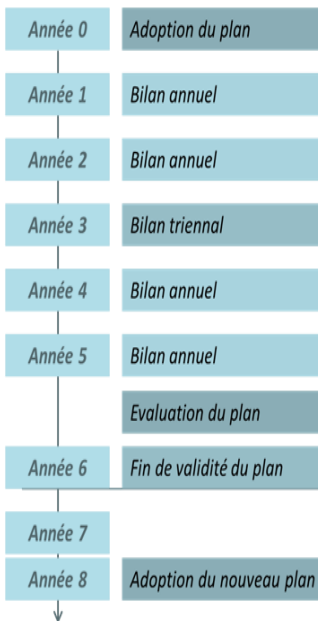 Année 0 Adoption du plan
Année 1 Bilan annuel
Année 2 Bilan annuel
Année 3 Bilan triennal
Année 4 Bilan annuel
Année 5 Bilan annuel
Evaluation du plan
Année 6 Fin de validité du plan
Année 7
Année 8 Adoption du nouveau plan